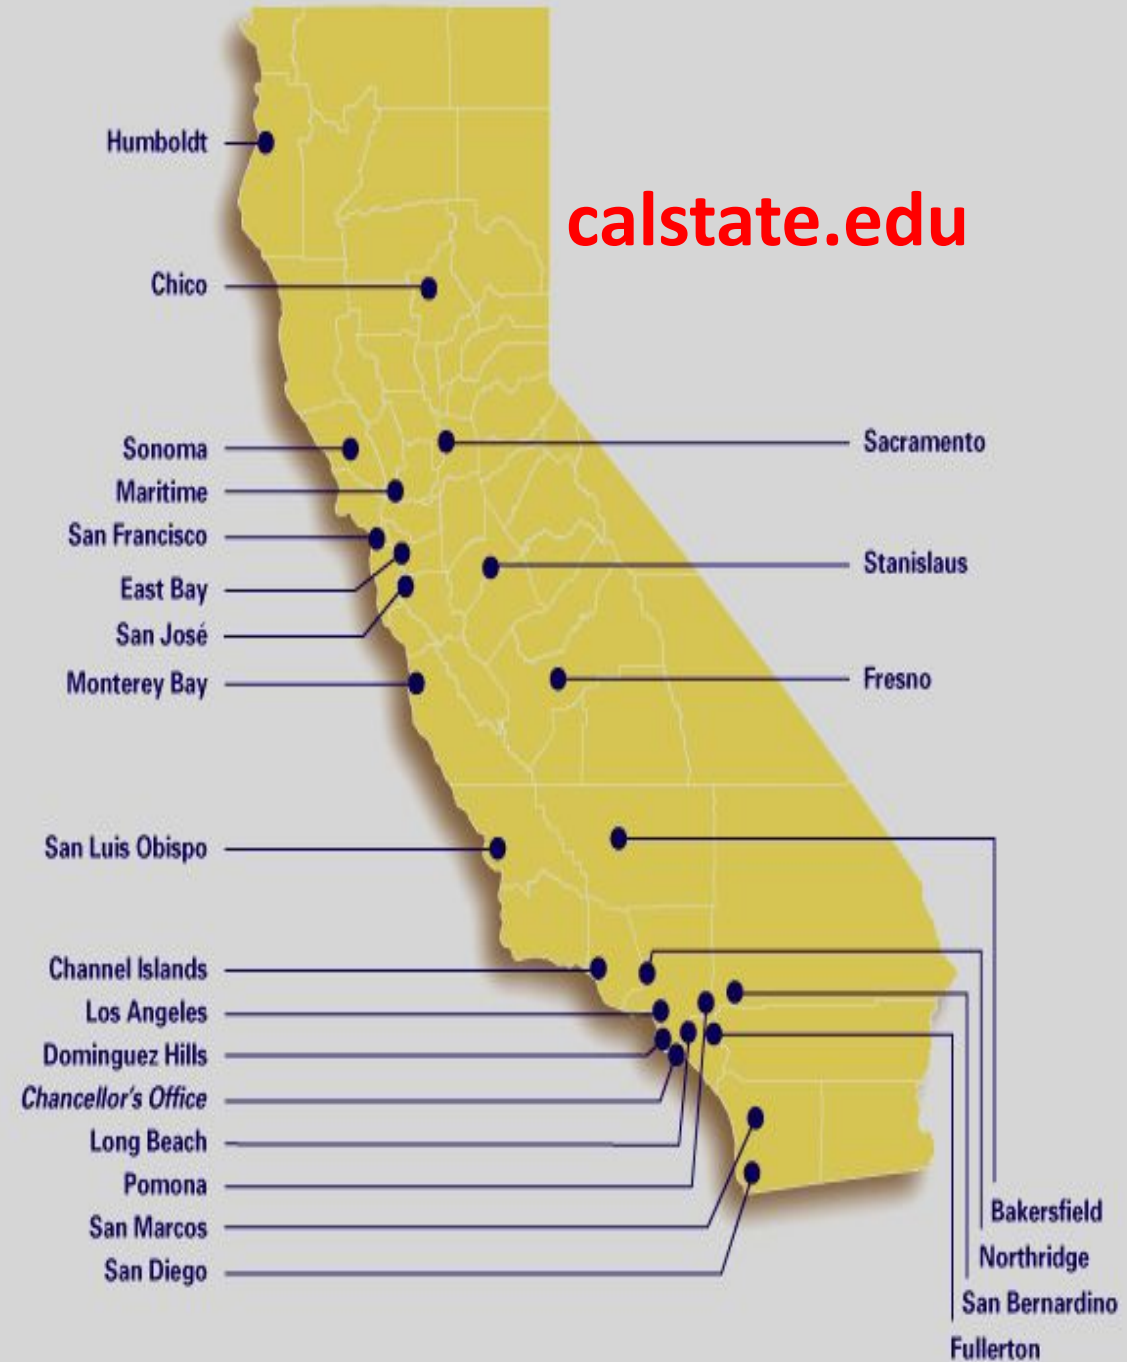 Humboldt
calstate.edu
Chico
Sonoma
Sacramento
Maritime
San Francisco
East Bay
Stanislaus
San José
Monterey Bay
Fresno
San Luis Obispo
Channel Islands
Los Angeles
Dominguez Hills
Chancellor's Office
Long Beach
Pomona
San Marcos
San Diego
Bakersfield
Northridge
San Bernardino
Fullerton